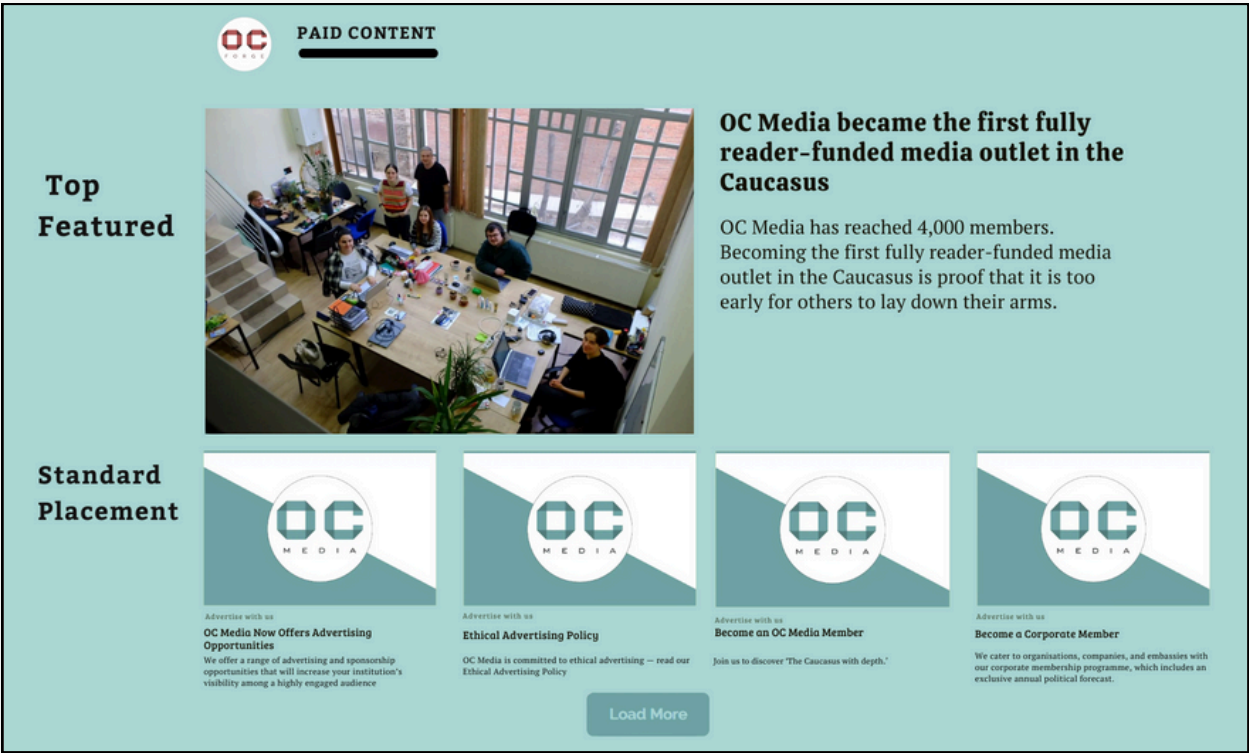 OC
FORGE
PAID CONTENT
Top
Featured
OC Media became the first fully
reader-funded media outlet in the
Caucasus
OC Media has reached 4,000 members.
Becoming the first fully reader-funded media
outlet in the Caucasus is proof that it is too
early for others to lay down their arms.
Standard
Placement
OC
MEDIA
Advertise with us
OC Media Now Offers Advertising
Opportunities
We offer a range of advertising and sponsorship
opportunities that will increase your institution's
visibility among a highly engaged audience
OC
MEDIA
Advertise with us
Ethical Advertising Policy
OC Media is committed to ethical advertising — read our
Ethical Advertising Policy
OC
MEDIA
Advertise with us
Become an OC Media Member
Join us to discover 'The Caucasus with depth.'
OC
MEDIA
Advertise with us
Become a Corporate Member
We cater to organisations, companies, and embassies with
our corporate membership programme, which includes an
exclusive annual political forecast.
Load More